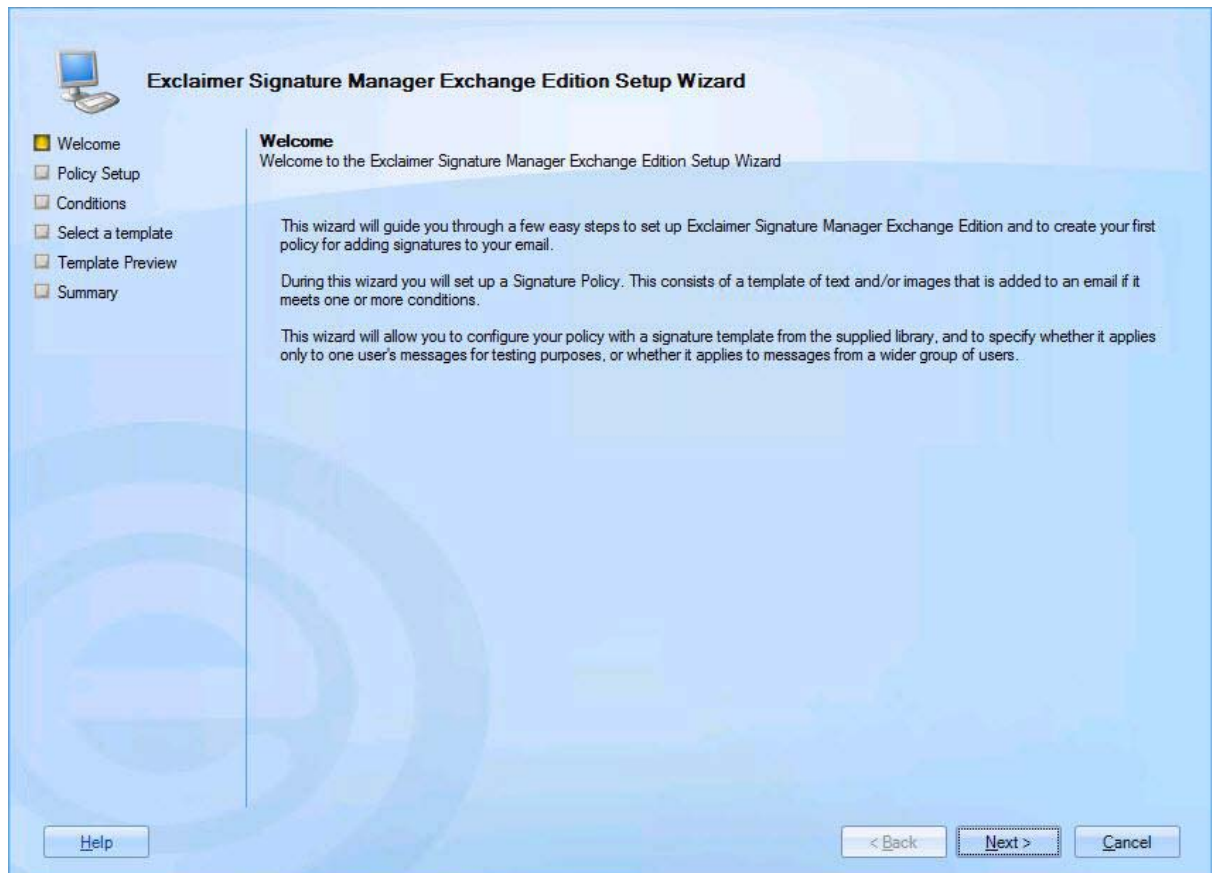 Exclaimer Signature Manager Exchange Edition Setup Wizard
Welcome
Policy Setup
Conditions
Select a template
Template Preview
Summary
Welcome
Welcome to the Exclaimer Signature Manager Exchange Edition Setup Wizard
This wizard will guide you through a few easy steps to set up Exclaimer Signature Manager Exchange Edition and to create your first
policy for adding signatures to your email.
During this wizard you will set up a Signature Policy. This consists of a template of text and/or images that is added to an email if it
meets one or more conditions.
This wizard will allow you to configure your policy with a signature template from the supplied library, and to specify whether it applies
only to one user's messages for testing purposes, or whether it applies to messages from a wider group of users.
Help
< Back
Next >
Cancel